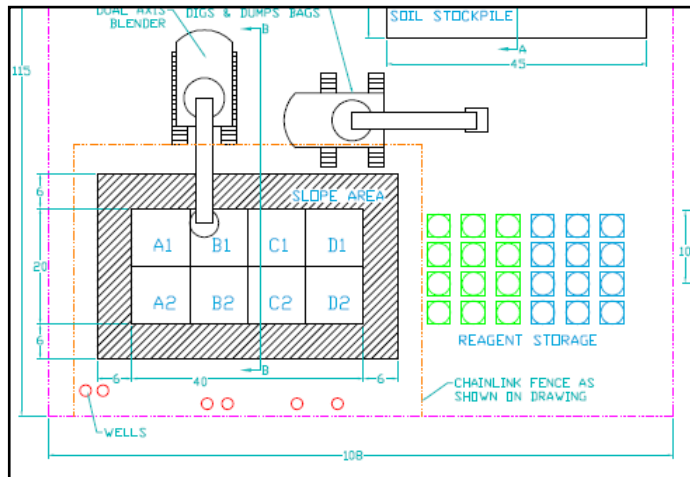 DUAL AXIS
BLENDER
DIGS & DUMPS BAGS
B
SOIL STOCKPILE
A
45
115
6
SLOPE AREA
A1 B1 C1 D1
20
10
A2 B2 C2 D2
6
REAGENT STORAGE
B
6 40 6
CHAINLINK FENCE AS
SHOWN ON DRAWING
WELLS
108